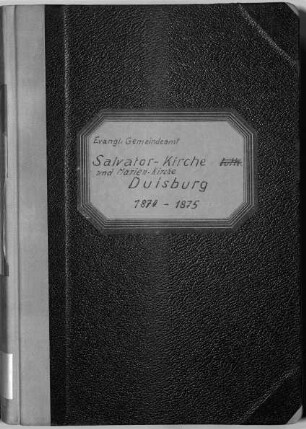 Evangl. Gemeindeamt
Salvator-Kirche
und Marien-Kirche
Duisburg
1874 - 1875